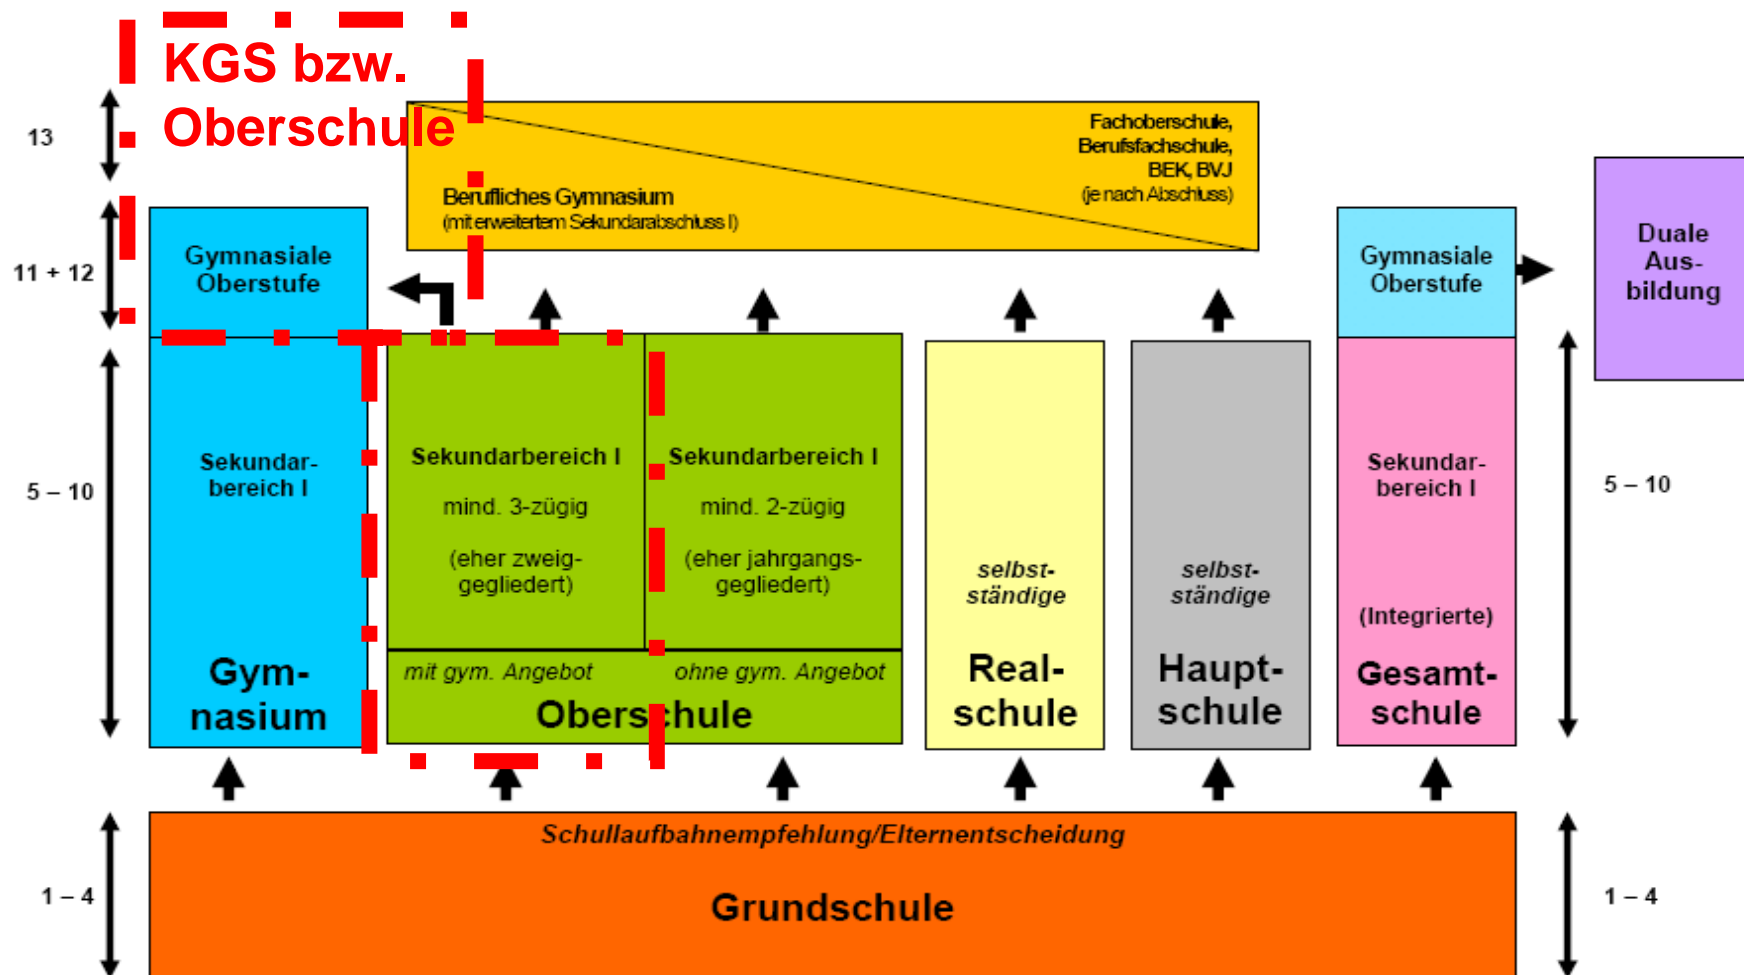 KGS bzw.
Oberschule
13
11 + 12
5 – 10
1 – 4
Berufliches Gymnasium
(mit erweitertem Sekundarabschluss I)
Fachoberschule,
Berufsfachschule,
BEK, BVJ
(je nach Abschluss)
Gymnasiale
Oberstufe
Sekundar-
bereich I
Gym-
nasium
Sekundarbereich I
mind. 3-zügig
(eher zweig-
gegliedert)
mit gym. Angebot
Sekundarbereich I
mind. 2-zügig
(eher jahrgangs-
gegliedert)
ohne gym. Angebot
Oberschule
selbst-
ständige
Real-
schule
selbst-
ständige
Haupt-
schule
Gymnasiale
Oberstufe
Sekundar-
bereich I
(Integrierte)
Gesamt-
schule
Duale
Aus-
bildung
5 – 10
1 – 4
Schullaufbahnempfehlung/Elternentscheidung
Grundschule